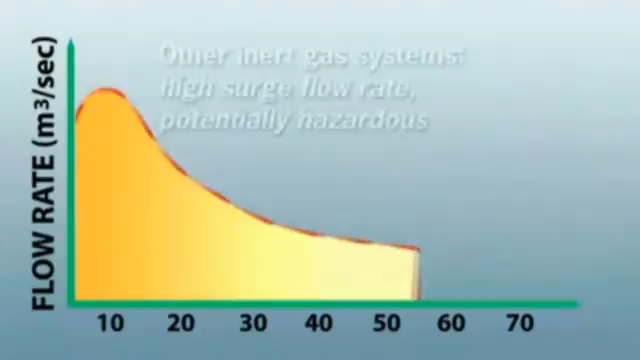 Other inert gas systems:
high surge flow rate,
potentially hazardous
FLOW RATE (m3/sec)
10 20 30 40 50 60 70